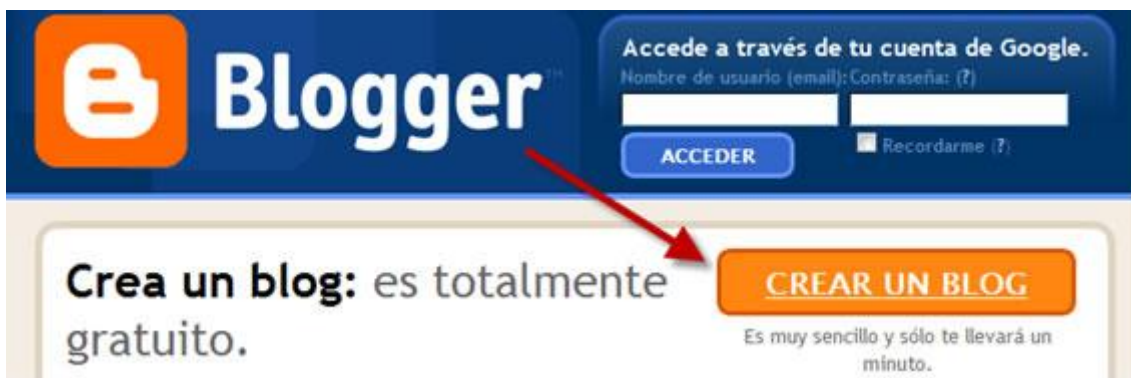 Blogger™
Accede a través de tu cuenta de Google.
Nombre de usuario (email): Contraseña: (?)
ACCEDER
Recordarme (?)
Crea un blog: es totalmente
gratuito.
CREAR UN BLOG
Es muy sencillo y sólo te llevará un
minuto.